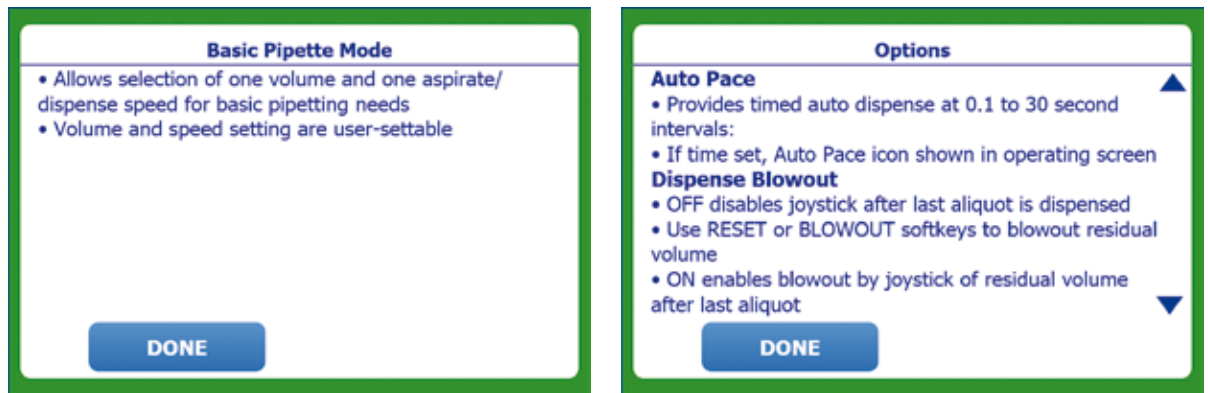 Basic Pipette Mode
• Allows selection of one volume and one aspirate/
dispense speed for basic pipetting needs
• Volume and speed setting are user-settable
DONE
Options
Auto Pace
• Provides timed auto dispense at 0.1 to 30 second
intervals:
• If time set, Auto Pace icon shown in operating screen
Dispense Blowout
• OFF disables joystick after last aliquot is dispensed
• Use RESET or BLOWOUT softkeys to blowout residual
volume
• ON enables blowout by joystick of residual volume
after last aliquot
DONE